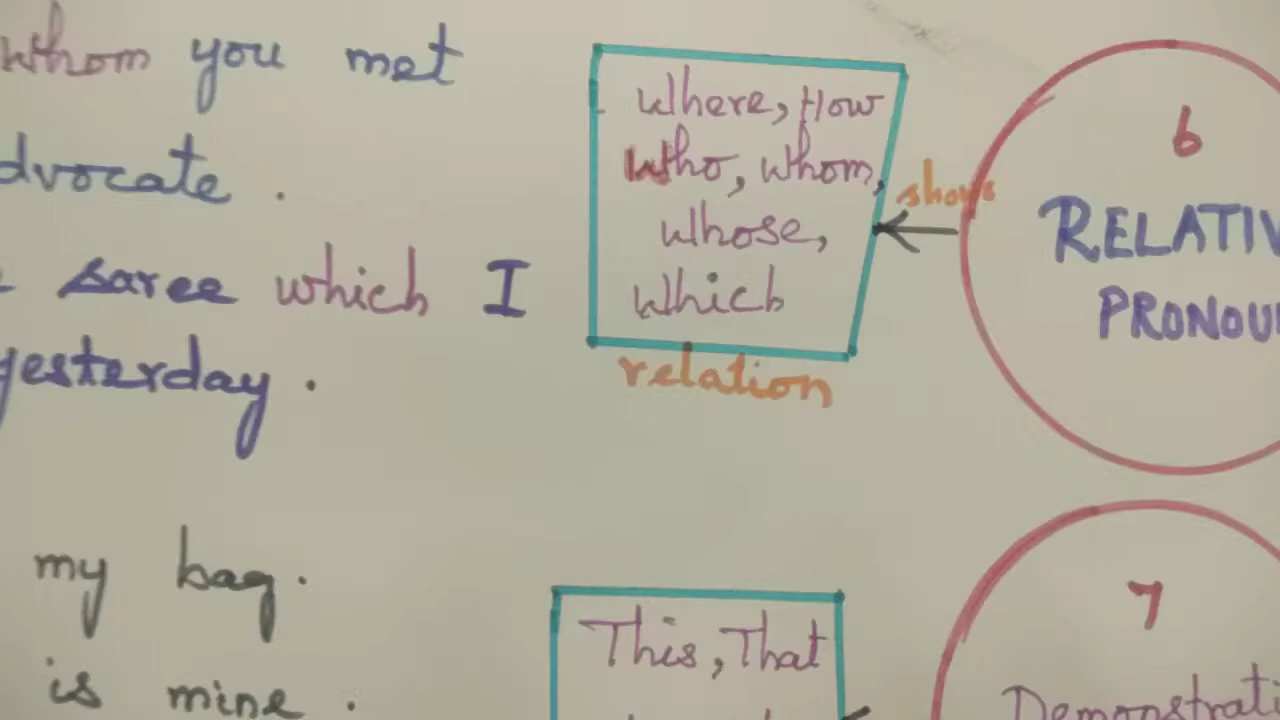 whom you met
dvocate.
saree which I
yesterday.
my bag.
is mine.
Where, How
Who, whom,
whose,
which
relation
shows
6
RELATIV
PRONOU
This, That
7
Demonstrati